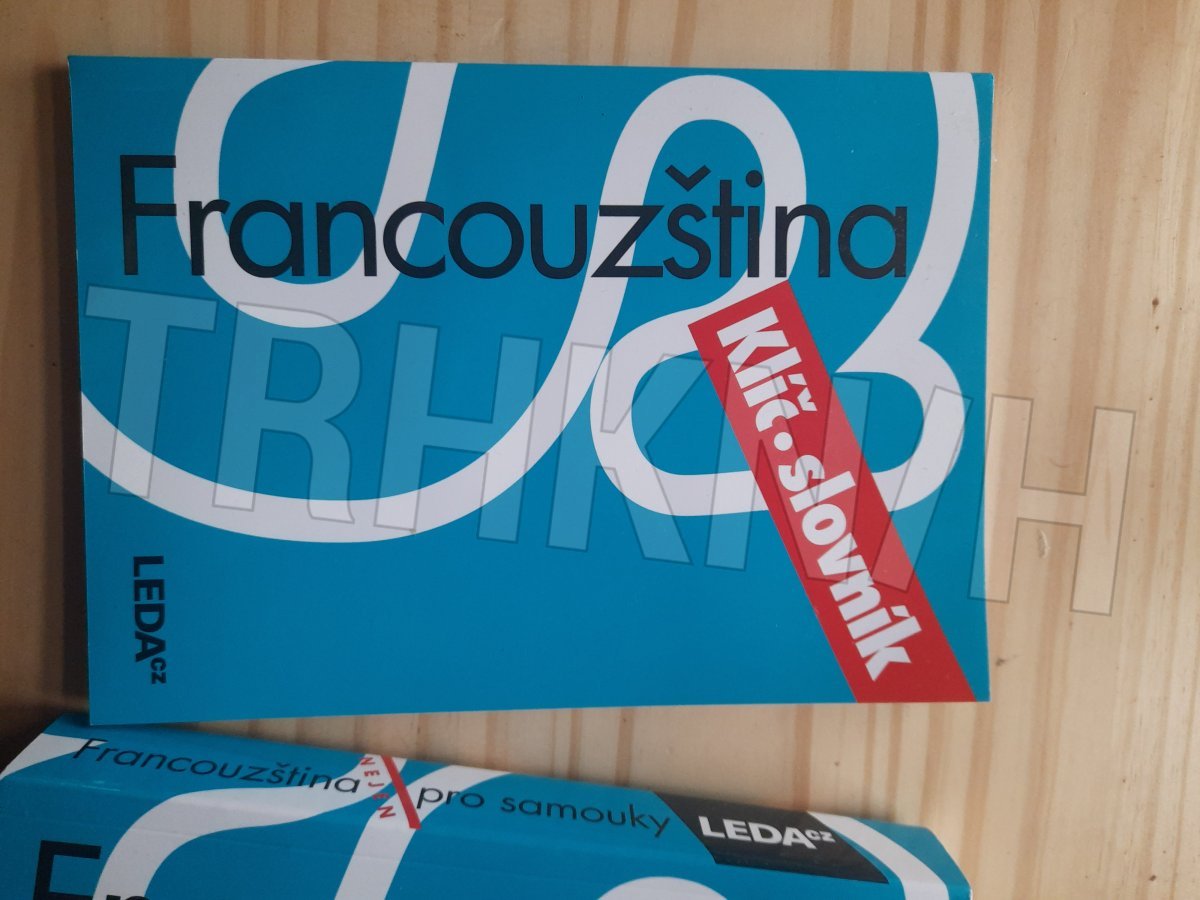 Francouzština
Klíč • slovník
LEDA cz
TRHKNIH
Francouzština
NEJEN
pro samouky
LEDA cz